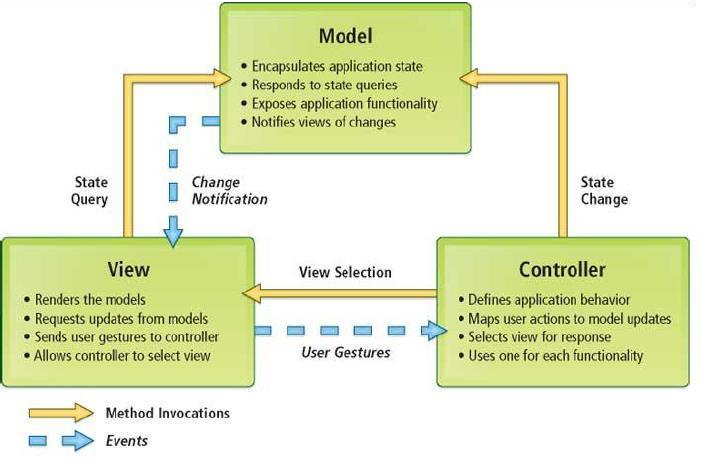 Model
• Encapsulates application state
• Responds to state queries
• Exposes application functionality
• Notifies views of changes
State
Query
Change
Notification
State
Change
View
• Renders the models
• Requests updates from models
• Sends user gestures to controller
• Allows controller to select view
View Selection
User Gestures
Controller
• Defines application behavior
• Maps user actions to model updates
• Selects view for response
• Uses one for each functionality
Method Invocations
Events